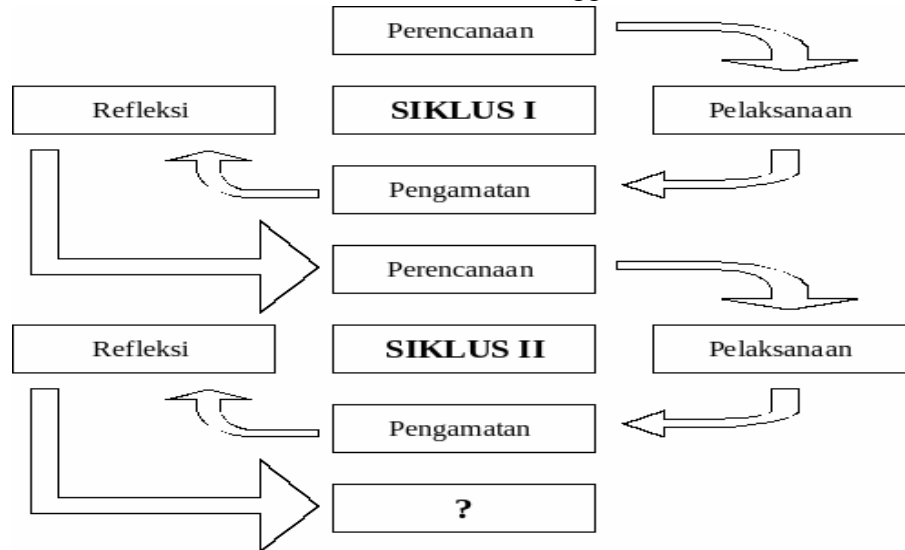 Perencanaan
Refleksi
SIKLUS I
Pelaksanaan
Pengamatan
Perencanaan
Refleksi
SIKLUS II
Pelaksanaan
Pengamatan
?